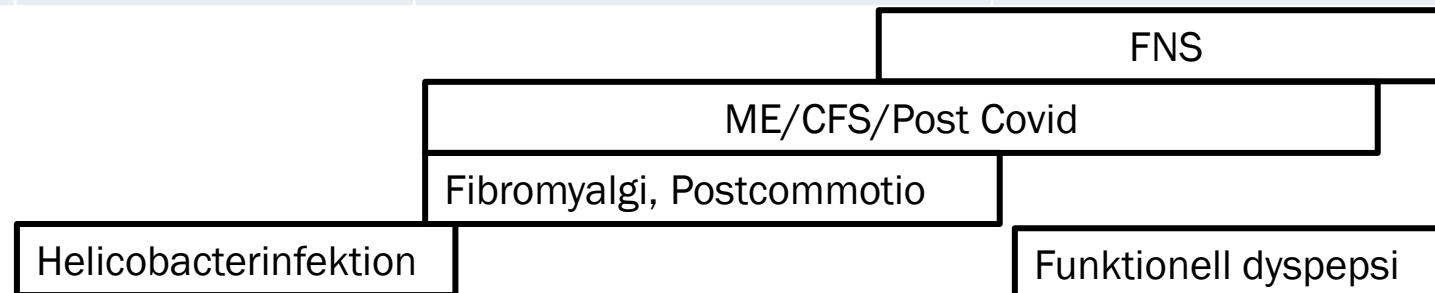 FNS
ME/CFS/Post Covid
Fibromyalgi, Postcommotio
Helicobacterinfektion
Funktionell dyspepsi